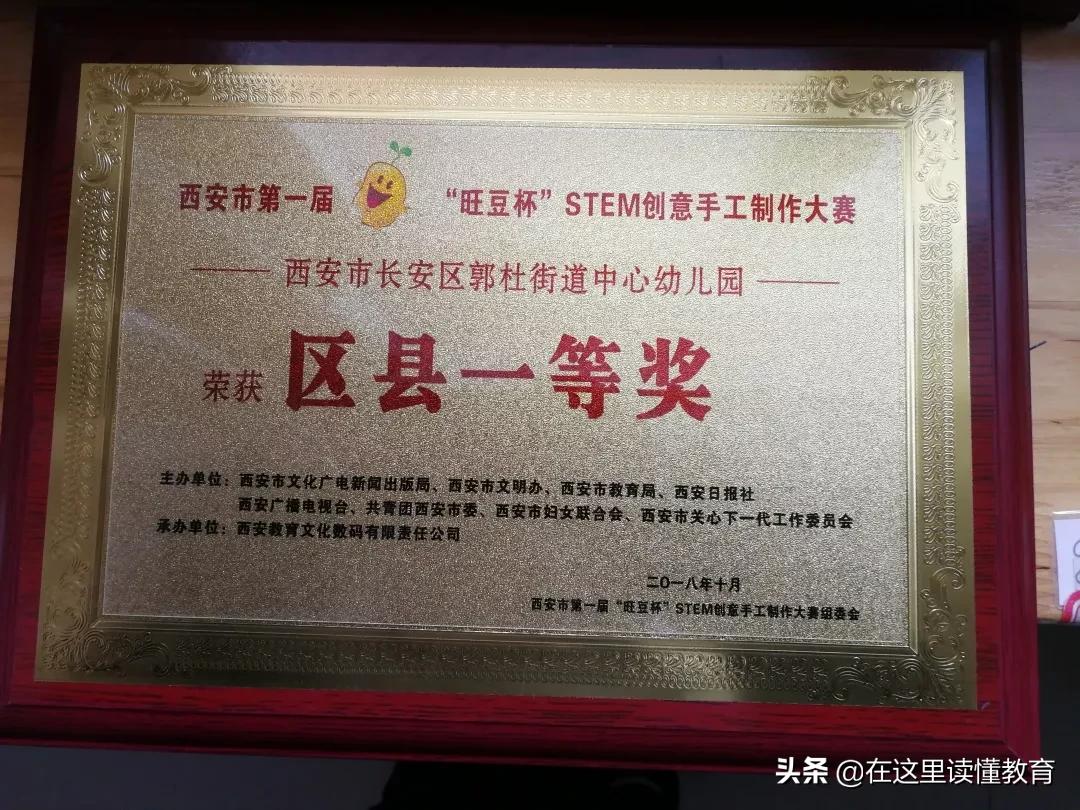 西安市第一届 “旺豆杯”STEM创意手工制作大赛
西安市长安区郭杜街道中心幼儿园
荣获 区县一等奖
主办单位：西安市文化广电新闻出版局、西安市文明办、西安市教育局、西安日报社
西安广播电视台、共青团西安市委、西安市妇女联合会、西安市关心下一代工作委员会
承办单位：西安教育文化数码有限责任公司
二〇一八年十月
西安市第一届“旺豆杯”STEM创意手工制作大赛组委会
头条 @在这里读懂教育